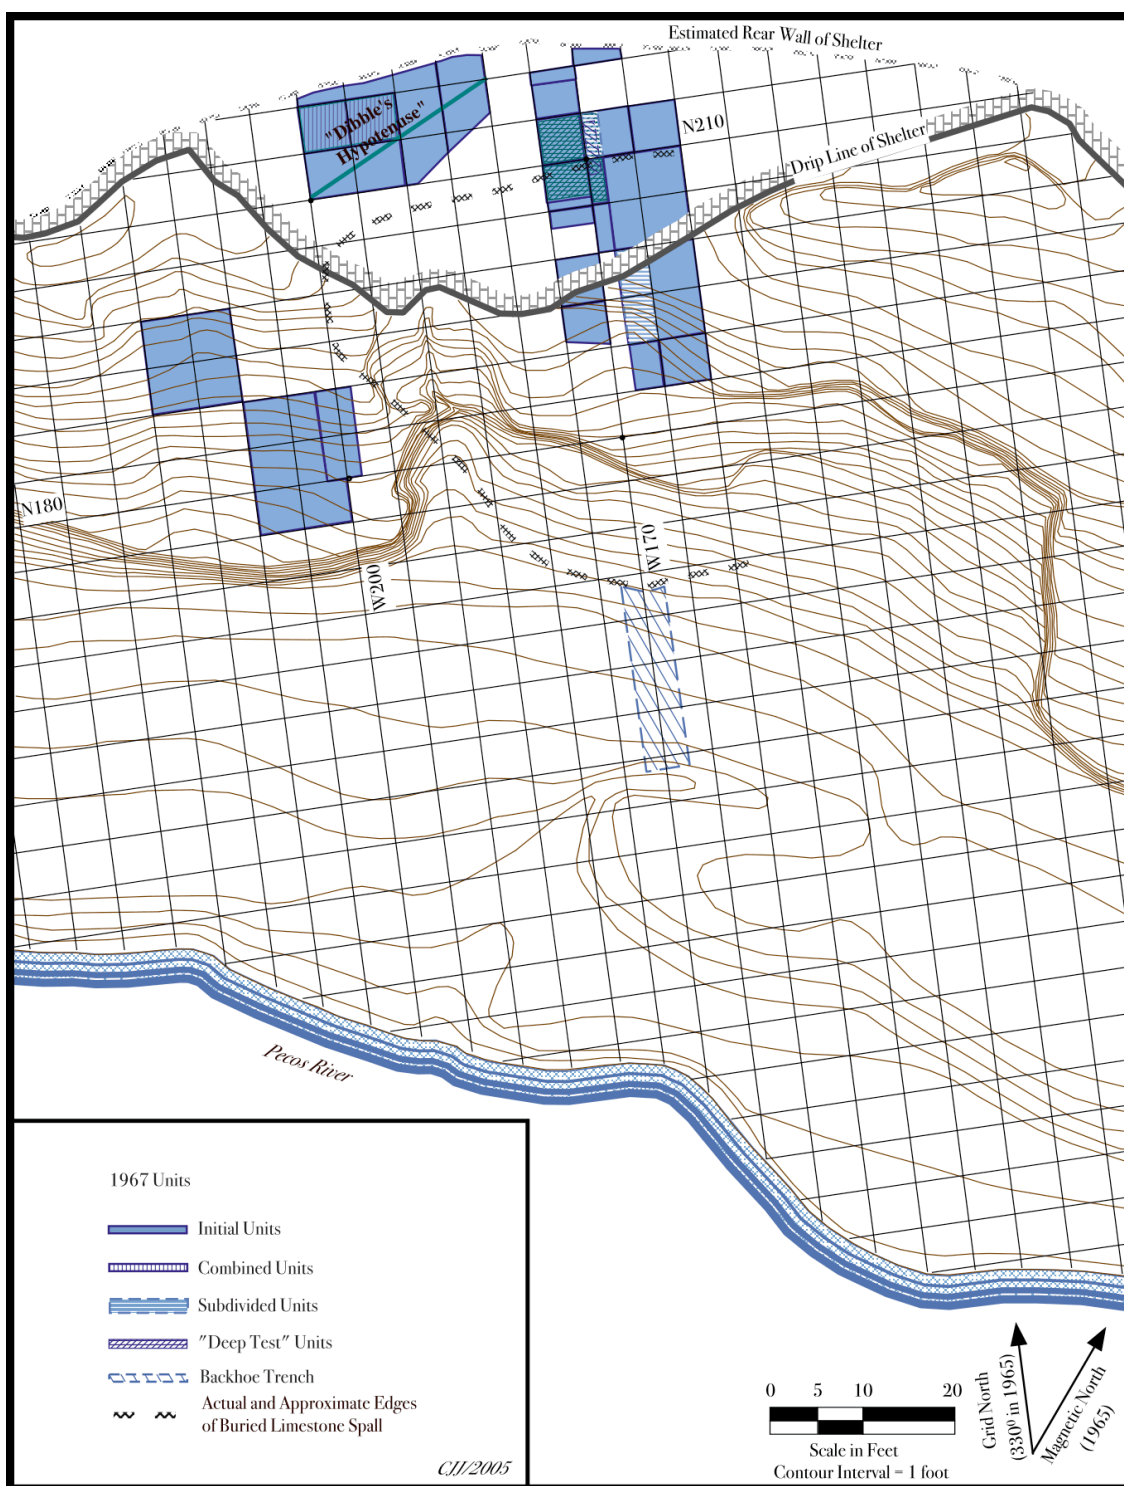 Estimated Rear Wall of Shelter
"Dibble's
Hypotenuse"
N210
Drip Line of Shelter
N180
W170
W200
Pecos River
1967 Units
Initial Units
Combined Units
Subdivided Units
"Deep Test" Units
Backhoe Trench
Actual and Approximate Edges
of Buried Limestone Spall
CJJ/2005
0 5 10 20
Scale in Feet
Contour Interval = 1 foot
Grid North
(330⁰ in 1965)
Magnetic North
(1965)